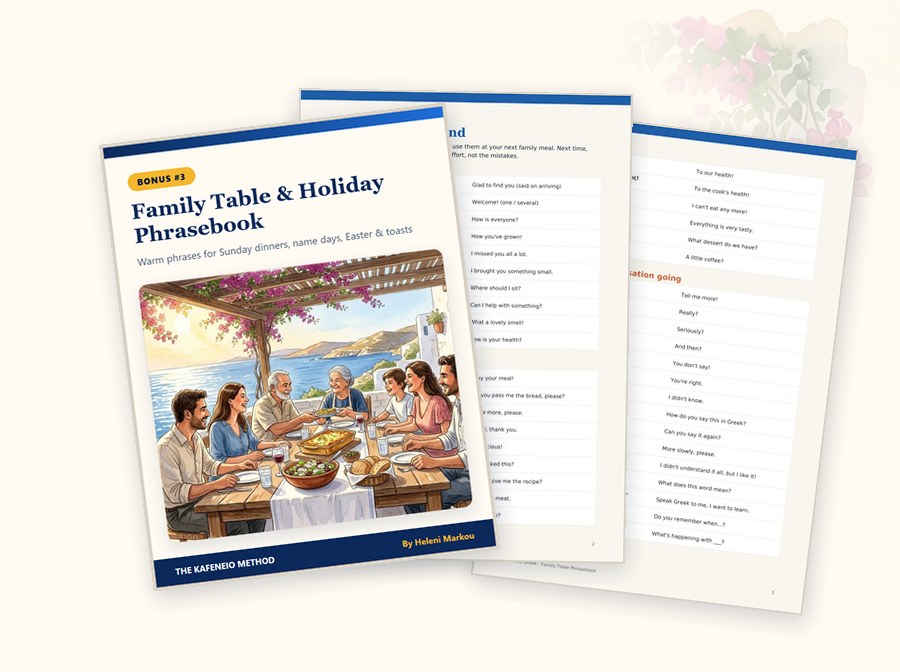 BONUS #3
Family Table & Holiday
Phrasebook
Warm phrases for Sunday dinners, name days, Easter & toasts
THE KAFENEIO METHOD
By Heleni Markou
nd
use them at your next family meal. Next time,
ffort, not the mistakes.
Glad to find you (said on arriving)
Welcome! (one / several)
How is everyone?
How you've grown!
I missed you all a lot.
I brought you something small.
Where should I sit?
Can I help with something?
What a lovely smell!
ow is your health?
your meal?
you pass me the bread, please?
more, please.
, thank you.
cious!
ked this?
ive me the recipe?
meat.
?
2
To our health!
To the cook's health!
I can't eat any more!
Everything is very tasty.
What dessert do we have?
A little coffee?
sation going
Tell me more!
Really?
Seriously?
And then?
You don't say!
You're right.
I didn't know.
How do you say this in Greek?
Can you say it again?
More slowly, please.
I didn't understand it all, but I like it!
What does this word mean?
Speak Greek to me, I want to learn.
Do you remember when...?
What's happening with ___?
Family Table Phrasebook
3